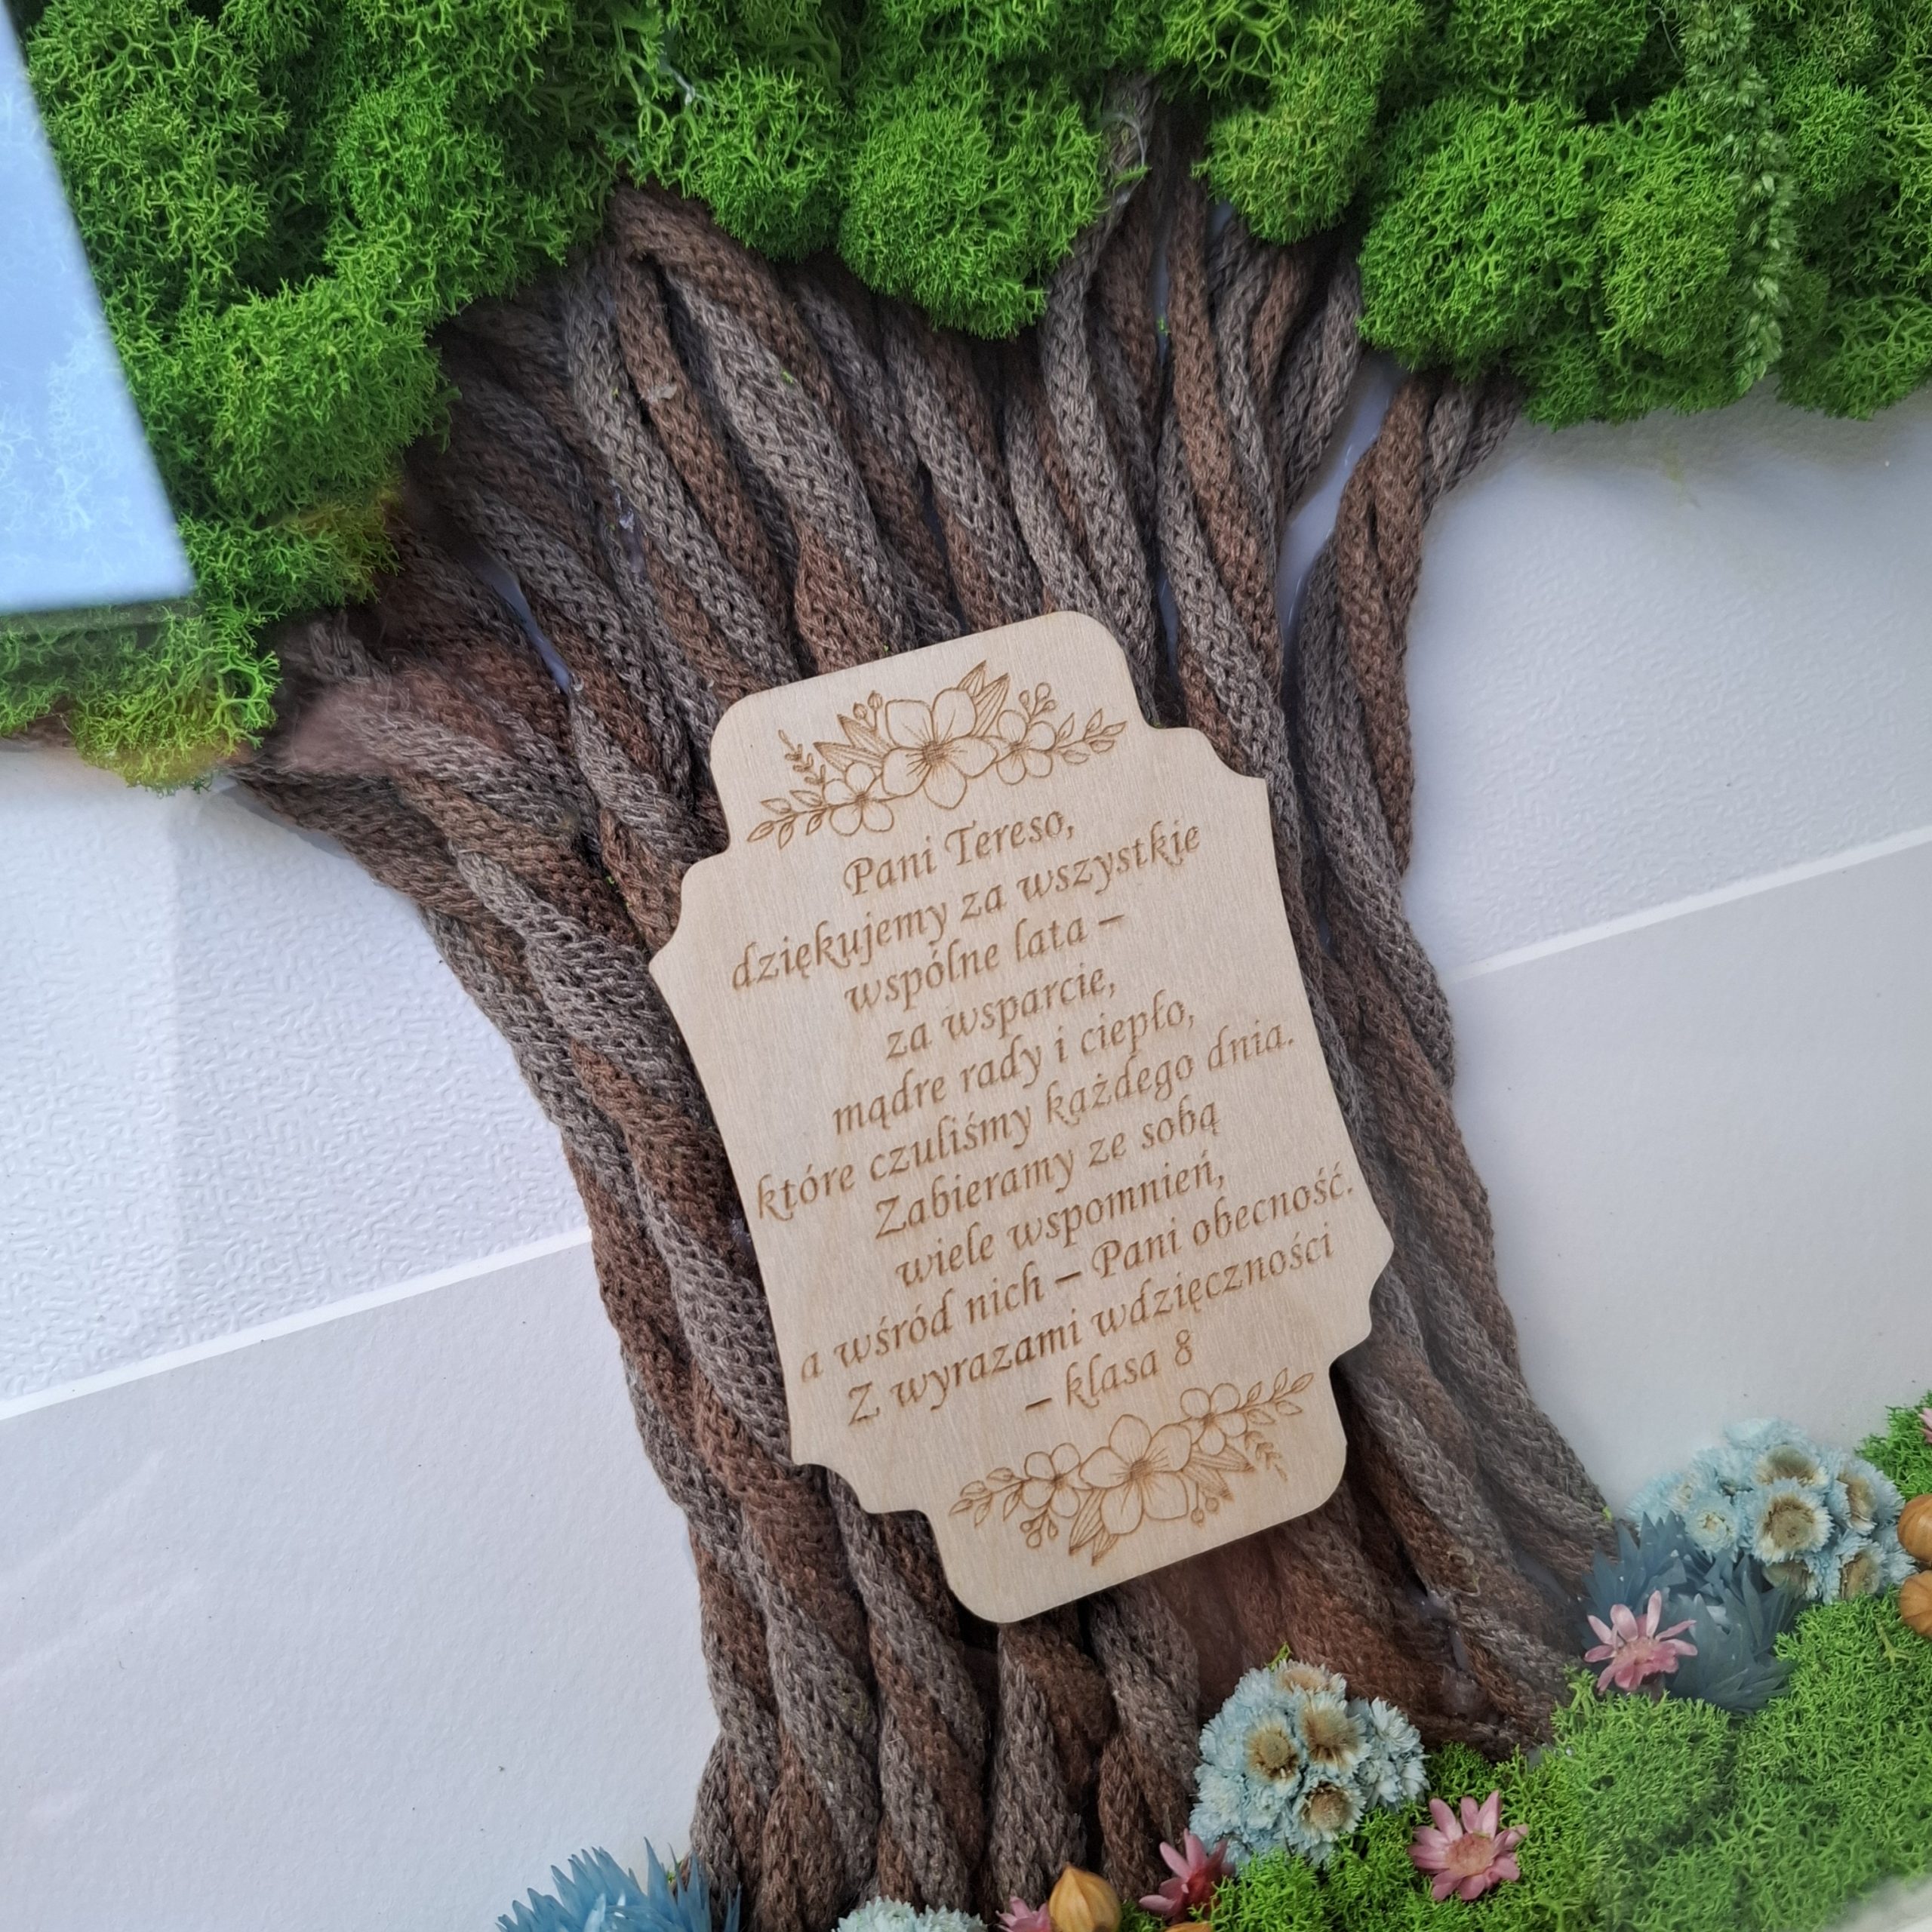 Pani Tereso,
dziękujemy za wszystkie
wspólne lata –
za wsparcie,
mądre rady i ciepło,
które czuliśmy każdego dnia.
Zabieramy ze sobą
wiele wspomnień,
a wśród nich – Pani obecność.
Z wyrazami wdzięczności
– klasa 8